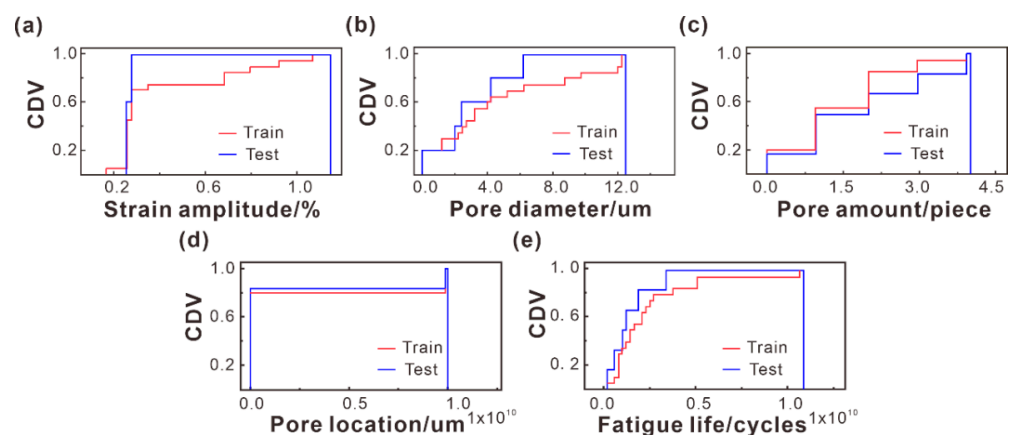 (a)
CDV
1.0
0.6
0.2
Train
Test
0.2
0.6
1.0
Strain amplitude/%
(b)
CDV
1.0
0.6
0.2
Train
Test
0.0
4.0
8.0
12.0
Pore diameter/um
(c)
CDV
1.0
0.6
0.2
Train
Test
0.0
1.5
3.0
4.5
Pore amount/piece
(d)
CDV
1.0
0.6
0.2
Train
Test
0.0
0.5
1.0
1x10¹⁰
Pore location/um
(e)
CDV
1.0
0.6
0.2
Train
Test
0.0
0.5
1.0
1x10¹⁰
Fatigue life/cycles